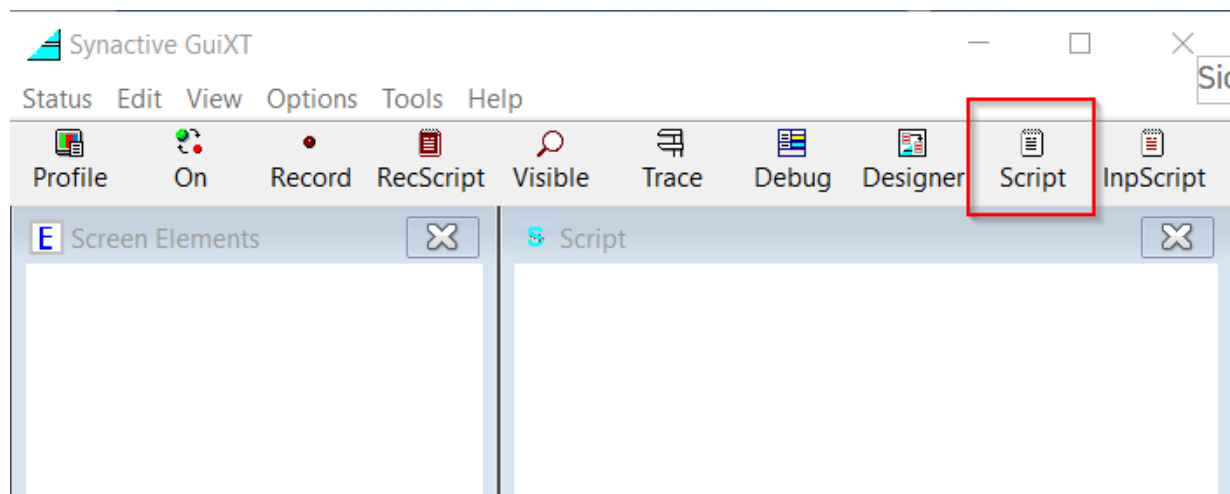 Synactive GuiXT
Status Edit View Options Tools Help
Profile On Record RecScript Visible Trace Debug Designer Script InpScript
E Screen Elements
S Script